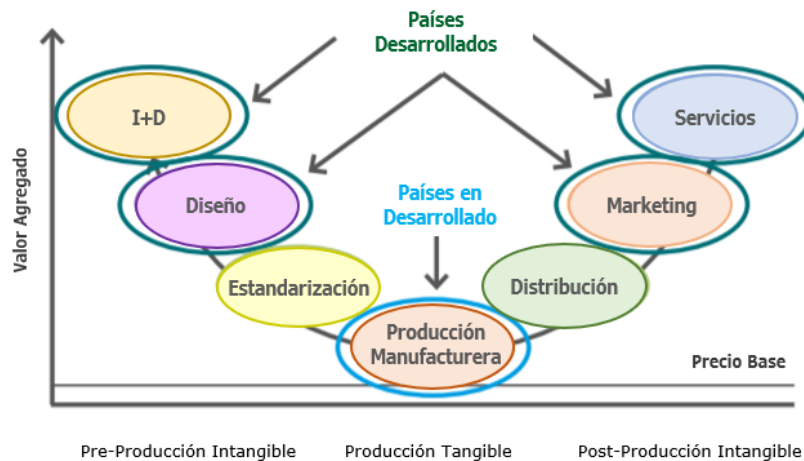 Países
Desarrollados
I+D
Servicios
Diseño
Países en
Desarrollado
Marketing
Valor Agregado
Estandarización
Distribución
Producción
Manufacturera
Precio Base
Pre-Producción Intangible
Producción Tangible
Post-Producción Intangible